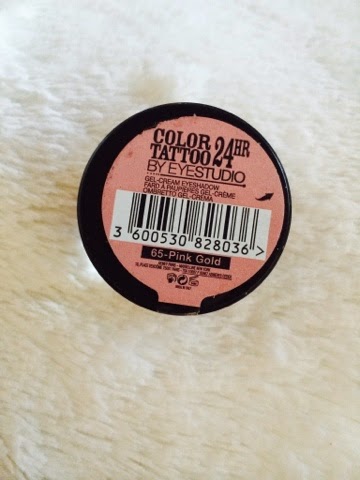 COLOR 24HR
TATTOO
BY EYESTUDIO
GEL-CREAM EYESHADOW
FARD À PAUPIÈRES GEL-CRÈME
OMBRETTO GEL-CREMA
3 600530 828036 >
65-Pink Gold